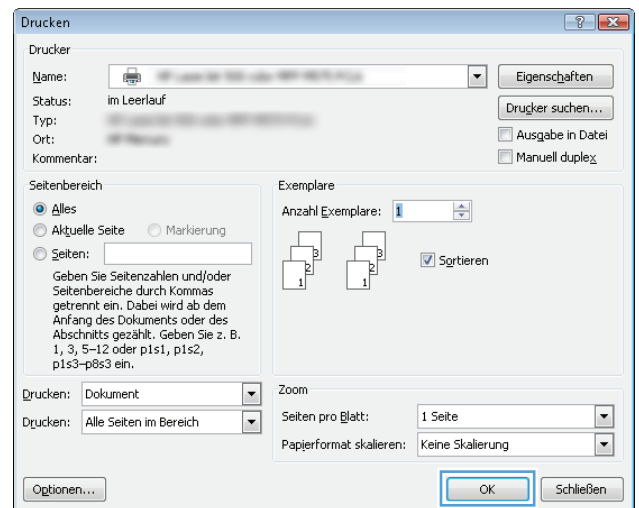 Drucken
Drucker
Name:
Eigenschaften
Status: im Leerlauf
Drucker suchen...
Typ:
Ort:
Ausgabe in Datei
Kommentar:
Manuell duplex
Seitenbereich
Alles
Aktuelle Seite Markierung
Seiten:
Geben Sie Seitenzahlen und/oder
Seitenbereiche durch Kommas
getrennt ein. Dabei wird ab dem
Anfang des Dokuments oder des
Abschnitts gezählt. Geben Sie z. B.
1, 3, 5–12 oder p1s1, p1s2,
p1s3–p8s3 ein.
Exemplare
Anzahl Exemplare: 1
3 3
2 2
1 1
Sortieren
Drucken: Dokument
Drucken: Alle Seiten im Bereich
Zoom
Seiten pro Blatt: 1 Seite
Papierformat skalieren: Keine Skalierung
Optionen...
OK
Schließen